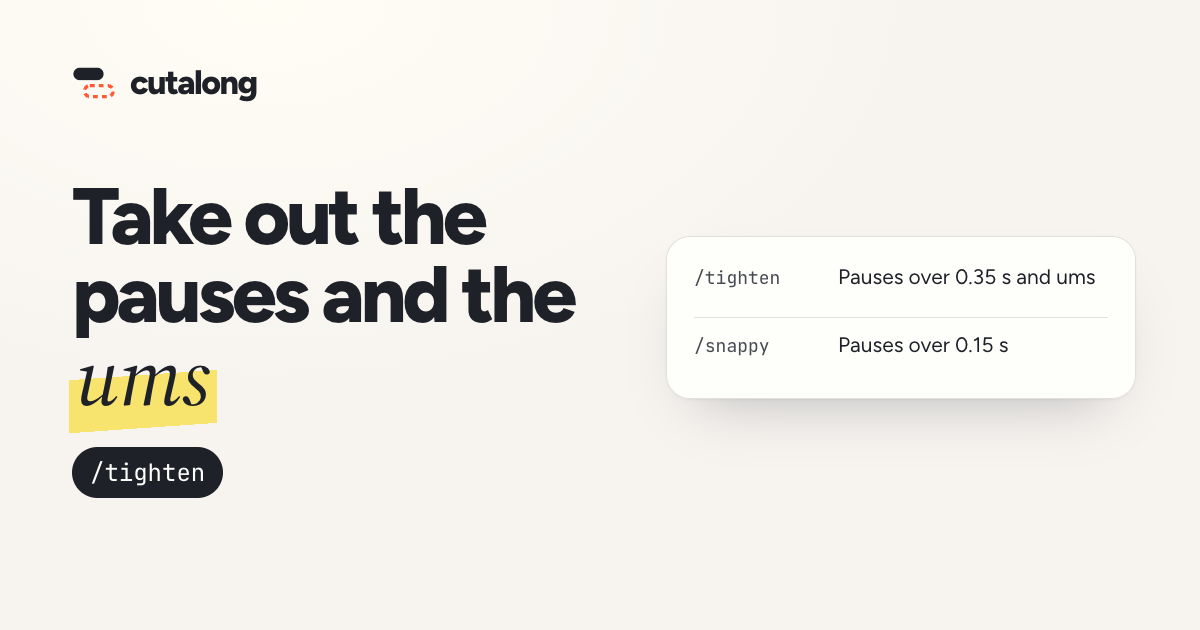 cutalong
Take out the
pauses and the
ums
/tighten
/tighten Pauses over 0.35 s and ums
/snappy Pauses over 0.15 s